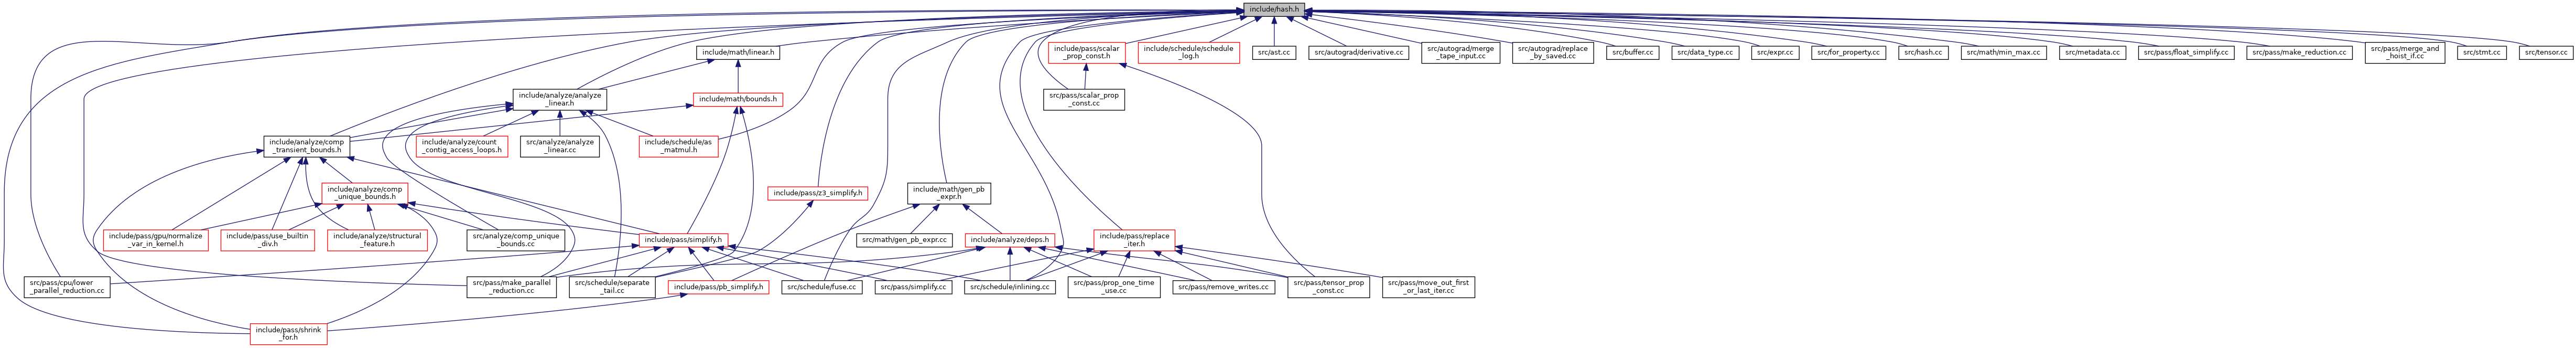 include/hash.h
include/math/linear.h
include/pass/scalar
_prop_const.h
include/schedule/schedule
_log.h
src/ast.cc
src/autograd/derivative.cc
src/autograd/merge
_tape_input.cc
src/autograd/replace
_by_saved.cc
src/buffer.cc
src/data_type.cc
src/expr.cc
src/for_property.cc
src/hash.cc
src/math/min_max.cc
src/metadata.cc
src/pass/float_simplify.cc
src/pass/make_reduction.cc
src/pass/merge_and
_hoist_if.cc
src/stmt.cc
src/tensor.cc
include/analyze/analyze
_linear.h
include/math/bounds.h
src/pass/scalar_prop
_const.cc
include/analyze/comp
_transient_bounds.h
include/analyze/count
_contig_access_loops.h
src/analyze/analyze
_linear.cc
include/schedule/as
_matmul.h
include/analyze/comp
_unique_bounds.h
include/pass/z3_simplify.h
include/math/gen_pb
_expr.h
include/pass/gpu/normalize
_var_in_kernel.h
include/pass/use_builtin
_div.h
include/analyze/structural
_feature.h
src/analyze/comp_unique
_bounds.cc
include/pass/simplify.h
src/math/gen_pb_expr.cc
include/analyze/deps.h
include/pass/replace
_iter.h
src/pass/cpu/lower
_parallel_reduction.cc
src/pass/make_parallel
_reduction.cc
src/schedule/separate
_tail.cc
include/pass/pb_simplify.h
src/schedule/fuse.cc
src/pass/simplify.cc
src/schedule/inlining.cc
src/pass/prop_one_time
_use.cc
src/pass/remove_writes.cc
src/pass/tensor_prop
_const.cc
src/pass/move_out_first
_or_last_iter.cc
include/pass/shrink
_for.h